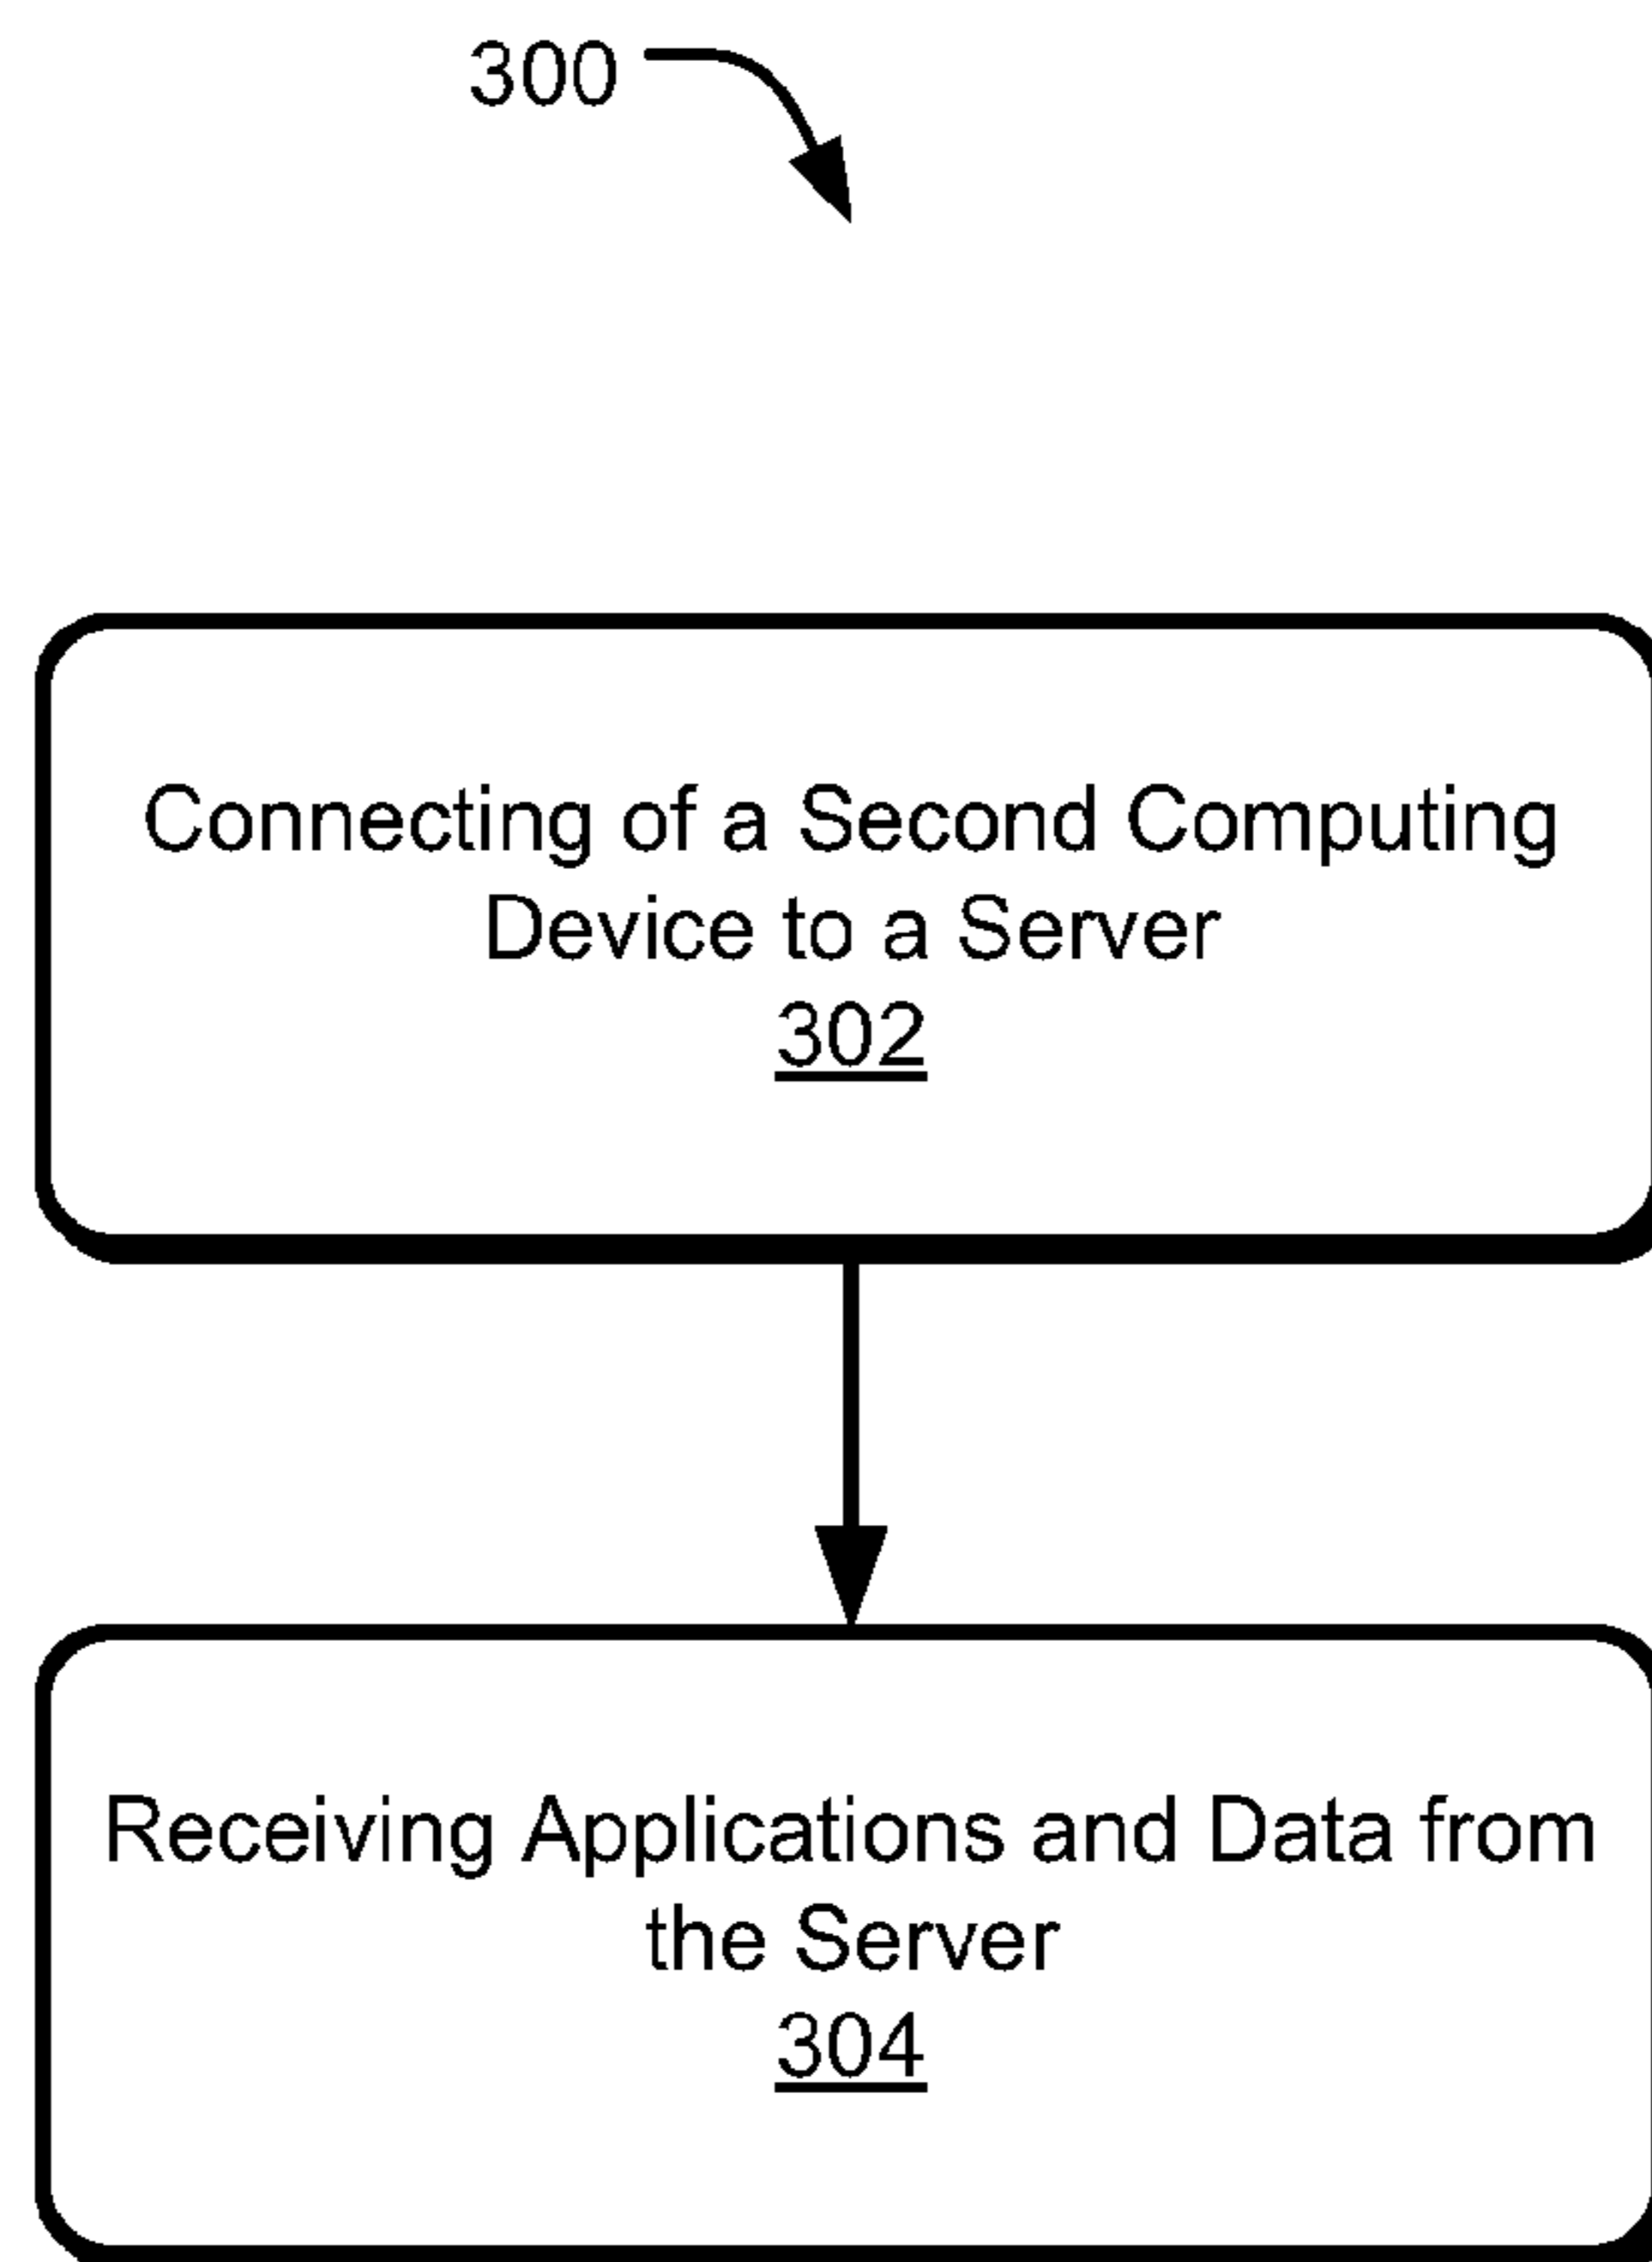 300
Connecting of a Second Computing
Device to a Server
302
Receiving Applications and Data from
the Server
304